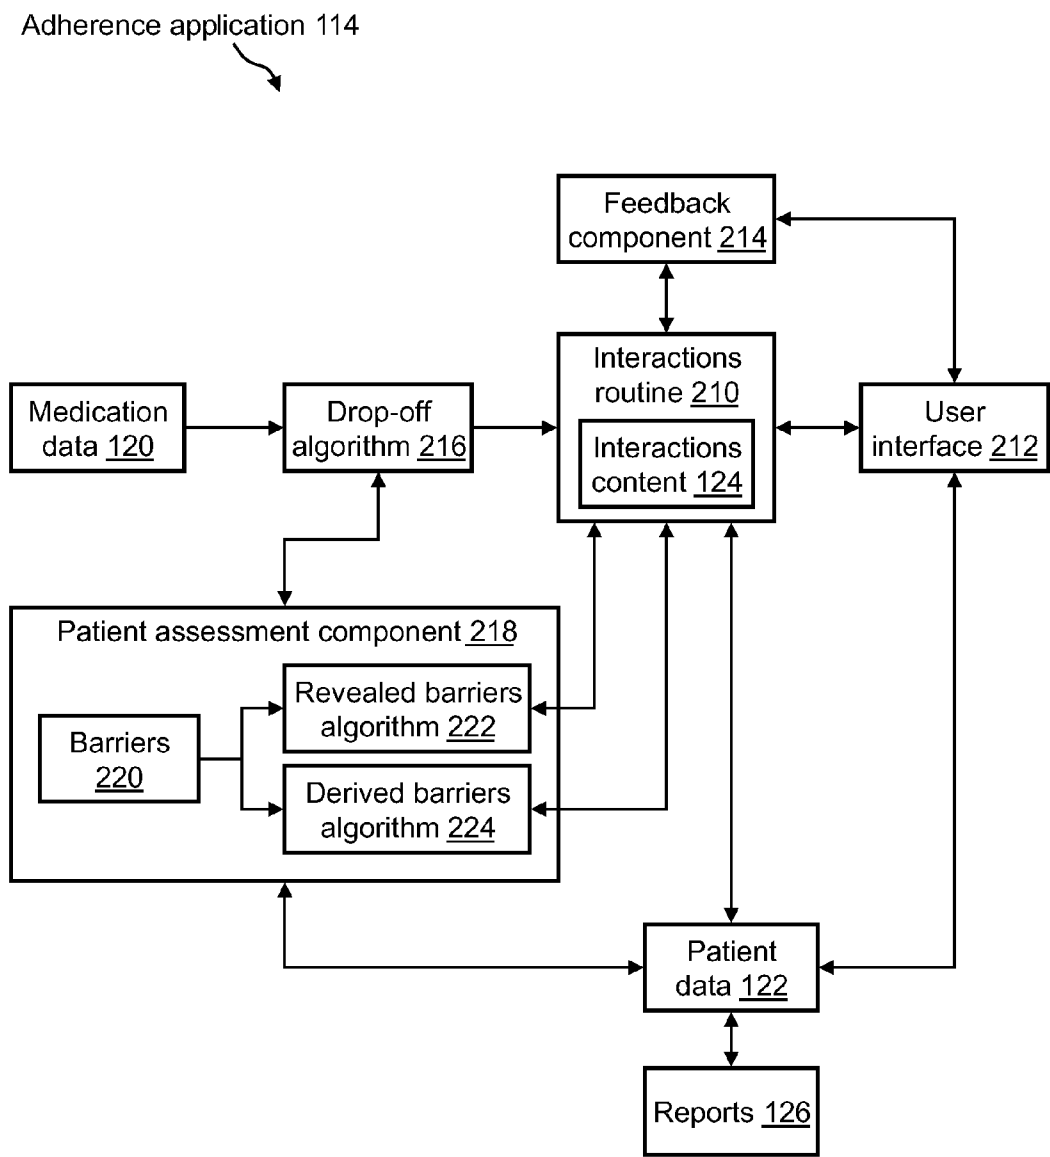 Adherence application 114
Feedback
component 214
Interactions
routine 210
Interactions
content 124
Medication
data 120
Drop-off
algorithm 216
User
interface 212
Patient assessment component 218
Revealed barriers
algorithm 222
Barriers
220
Derived barriers
algorithm 224
Patient
data 122
Reports 126